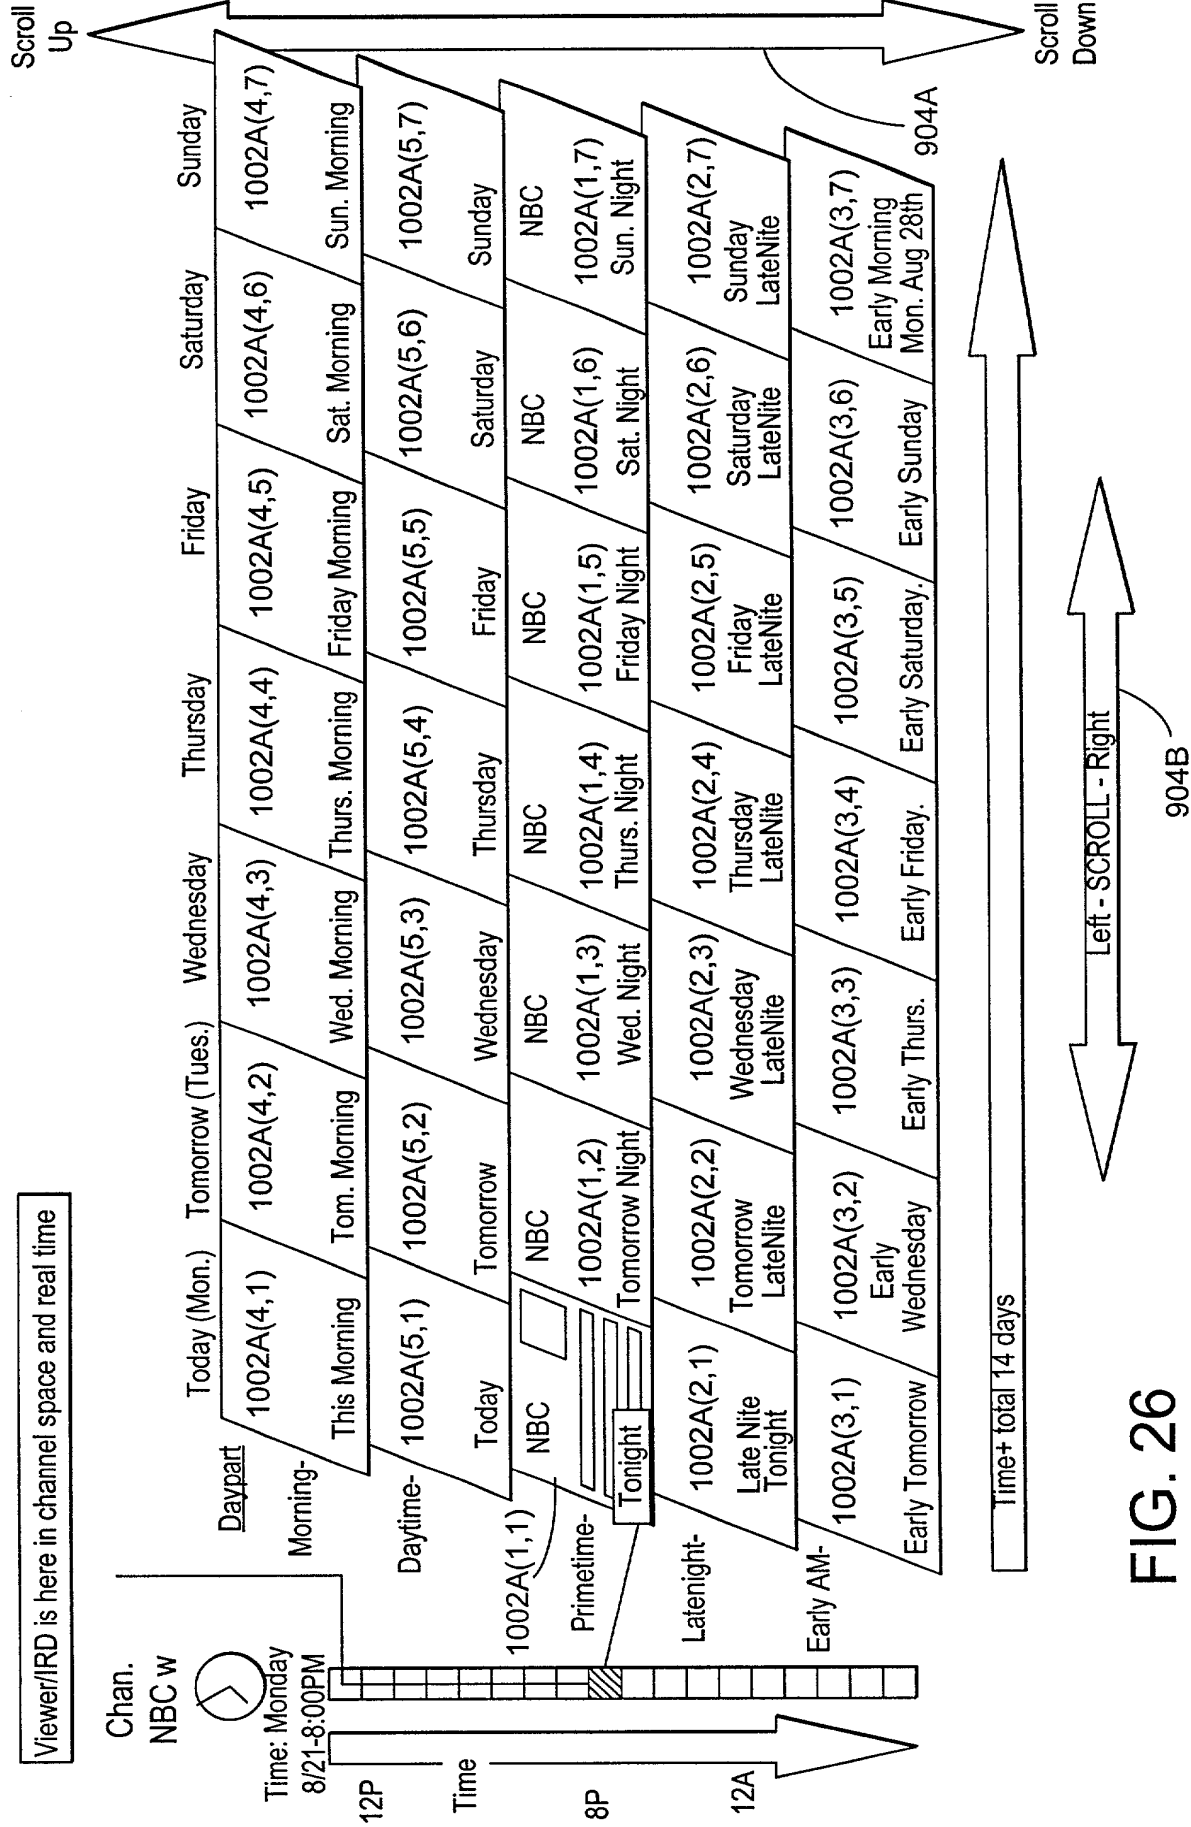 Viewer/IRD is here in channel space and real time
Chan.
NBC w
Time: Monday
8/21-8:00PM
12P
Time
8P
12A
Scroll
Up
Scroll
Down
904A
Today (Mon.)
Tomorrow (Tues.)
Wednesday
Thursday
Friday
Saturday
Sunday
Daypart
Morning-
1002A(4,1)
This Morning
1002A(4,2)
Tom. Morning
1002A(4,3)
Wed. Morning
1002A(4,4)
Thurs. Morning
1002A(4,5)
Friday Morning
1002A(4,6)
Sat. Morning
1002A(4,7)
Sun. Morning
Daytime-
1002A(5,1)
Today
1002A(5,2)
Tomorrow
1002A(5,3)
Wednesday
1002A(5,4)
Thursday
1002A(5,5)
Friday
1002A(5,6)
Saturday
1002A(5,7)
Sunday
1002A(1,1)
Primetime-
NBC
Tonight
NBC
1002A(1,2)
Tomorrow Night
NBC
1002A(1,3)
Wed. Night
NBC
1002A(1,4)
Thurs. Night
NBC
1002A(1,5)
Friday Night
NBC
1002A(1,6)
Sat. Night
NBC
1002A(1,7)
Sun. Night
Latenight-
1002A(2,1)
Late Nite
Tonight
1002A(2,2)
Tomorrow
LateNite
1002A(2,3)
Wednesday
LateNite
1002A(2,4)
Thursday
LateNite
1002A(2,5)
Friday
LateNite
1002A(2,6)
Saturday
LateNite
1002A(2,7)
Sunday
LateNite
Early AM-
1002A(3,1)
Early Tomorrow
1002A(3,2)
Early
Wednesday
1002A(3,3)
Early Thurs.
1002A(3,4)
Early Friday.
1002A(3,5)
Early Saturday.
1002A(3,6)
Early Sunday
1002A(3,7)
Early Morning
Mon. Aug 28th
Time+ total 14 days
Left - SCROLL - Right
904B
FIG. 26